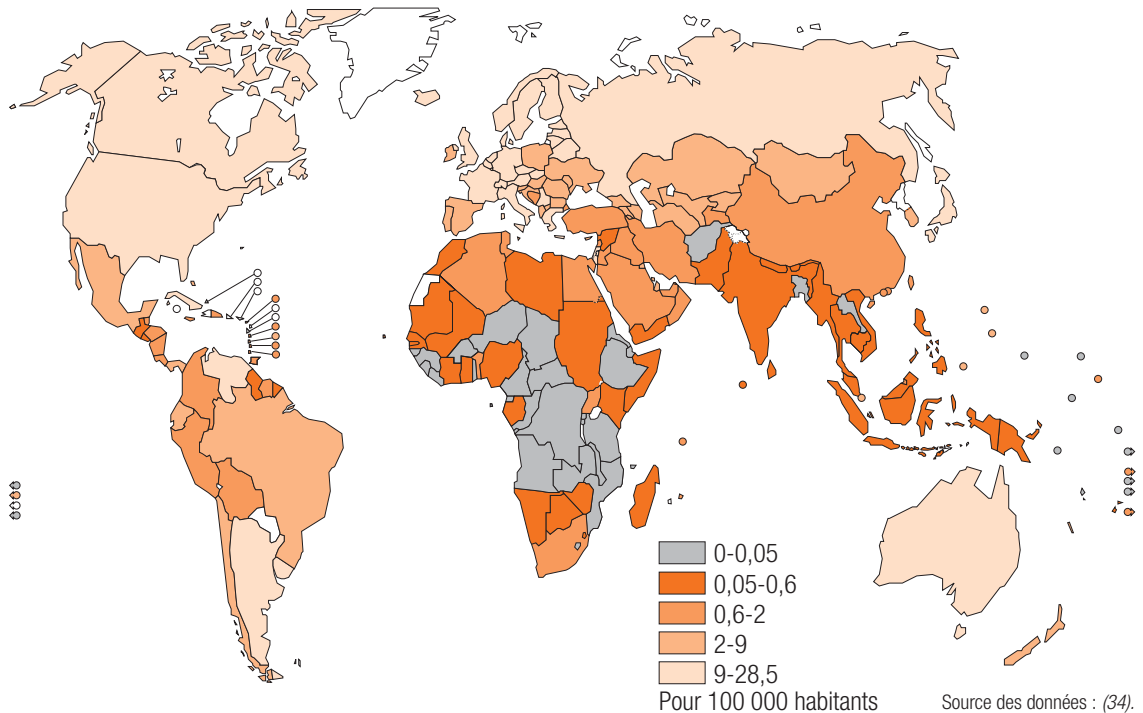 0-0,05
0,05-0,6
0,6-2
2-9
9-28,5
Pour 100 000 habitants
Source des données : (34).